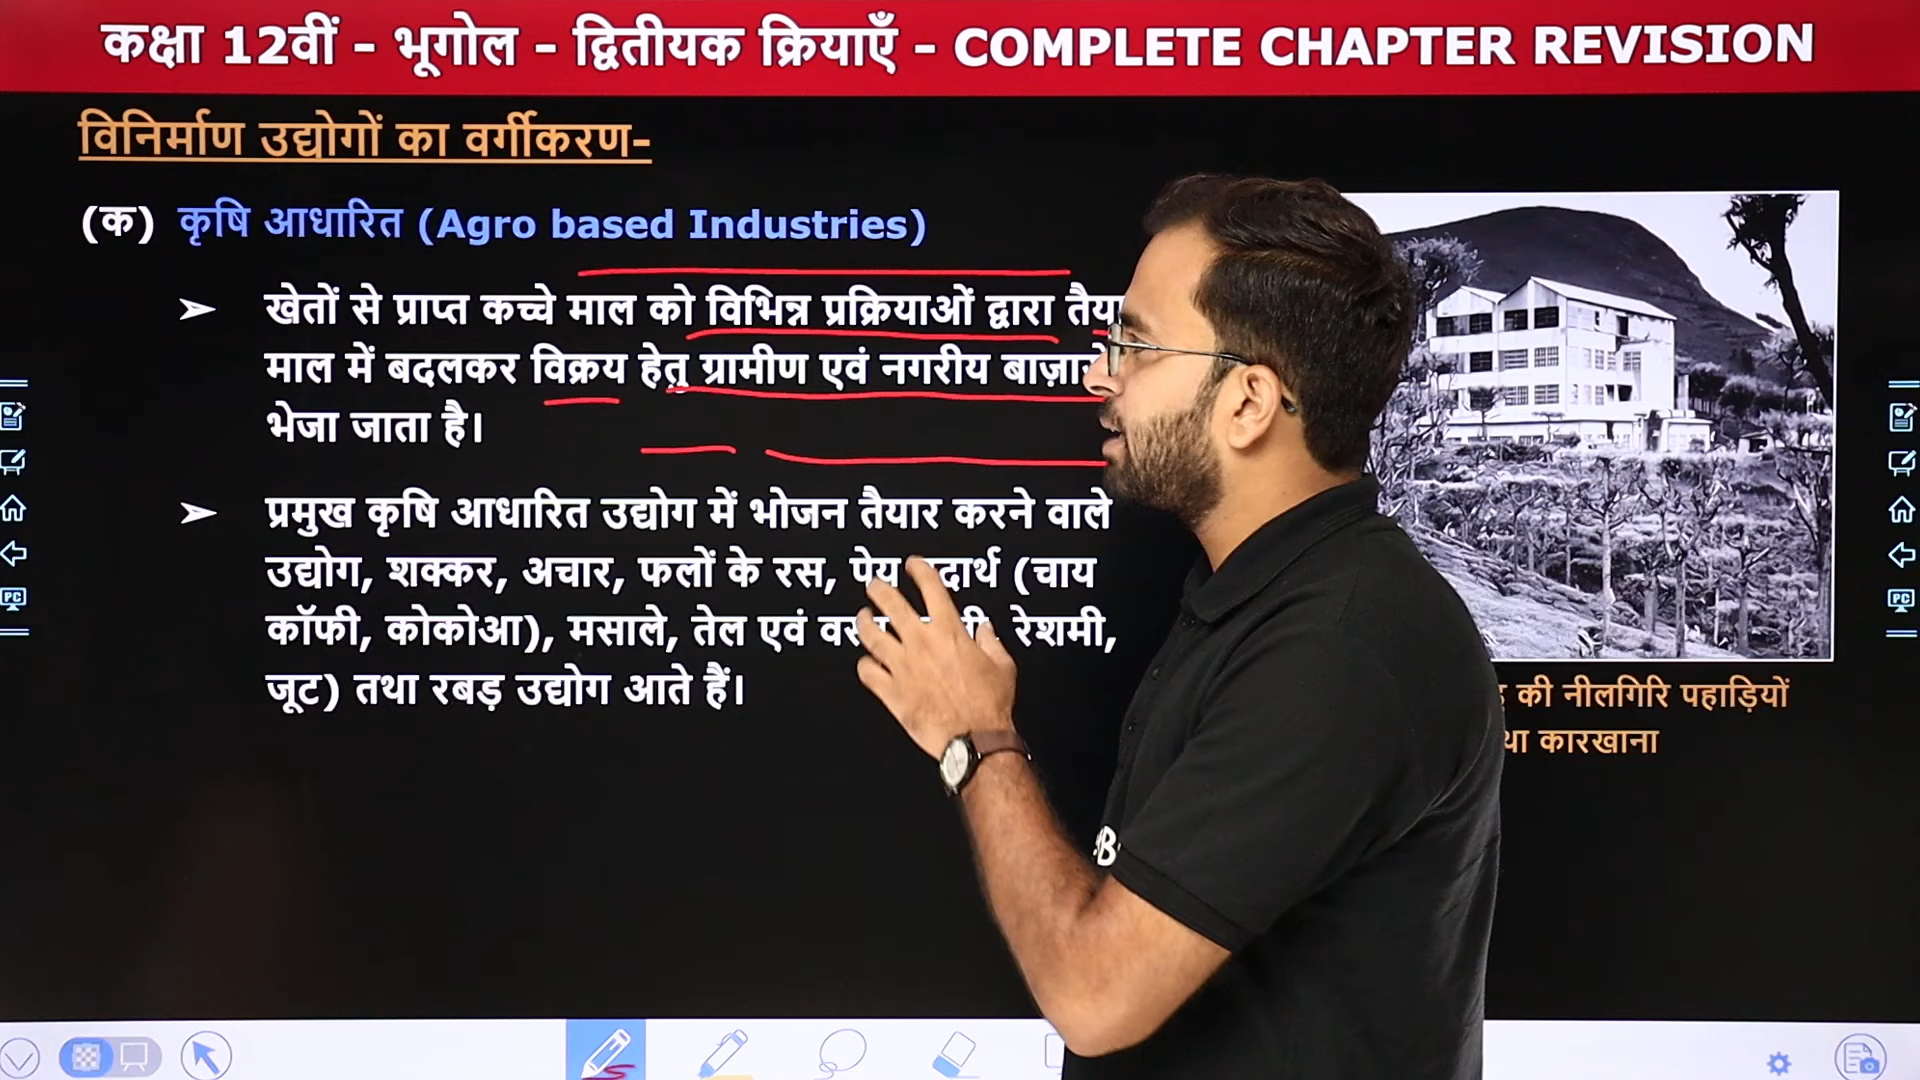 कक्षा 12वीं - भूगोल - द्वितीयक क्रियाएँ - COMPLETE CHAPTER REVISION
विनिर्माण उद्योगों का वर्गीकरण-
(क) कृषि आधारित (Agro based Industries)
➢ खेतों से प्राप्त कच्चे माल को विभिन्न प्रक्रियाओं द्वारा
माल में बदलकर विक्रय हेतु ग्रामीण एवं नगरीय
भेजा जाता है।
➢ प्रमुख कृषि आधारित उद्योग में भोजन तैयार करने वाले
उद्योग, शक्कर, अचार, फलों के रस, पेय (चाय
कॉफी, कोकोआ), मसाले, तेल एवं रेशमी,
जूट) तथा रबड़ उद्योग आते हैं।
की नीलगिरि पहाड़ियों
कारखाना
PC
PC